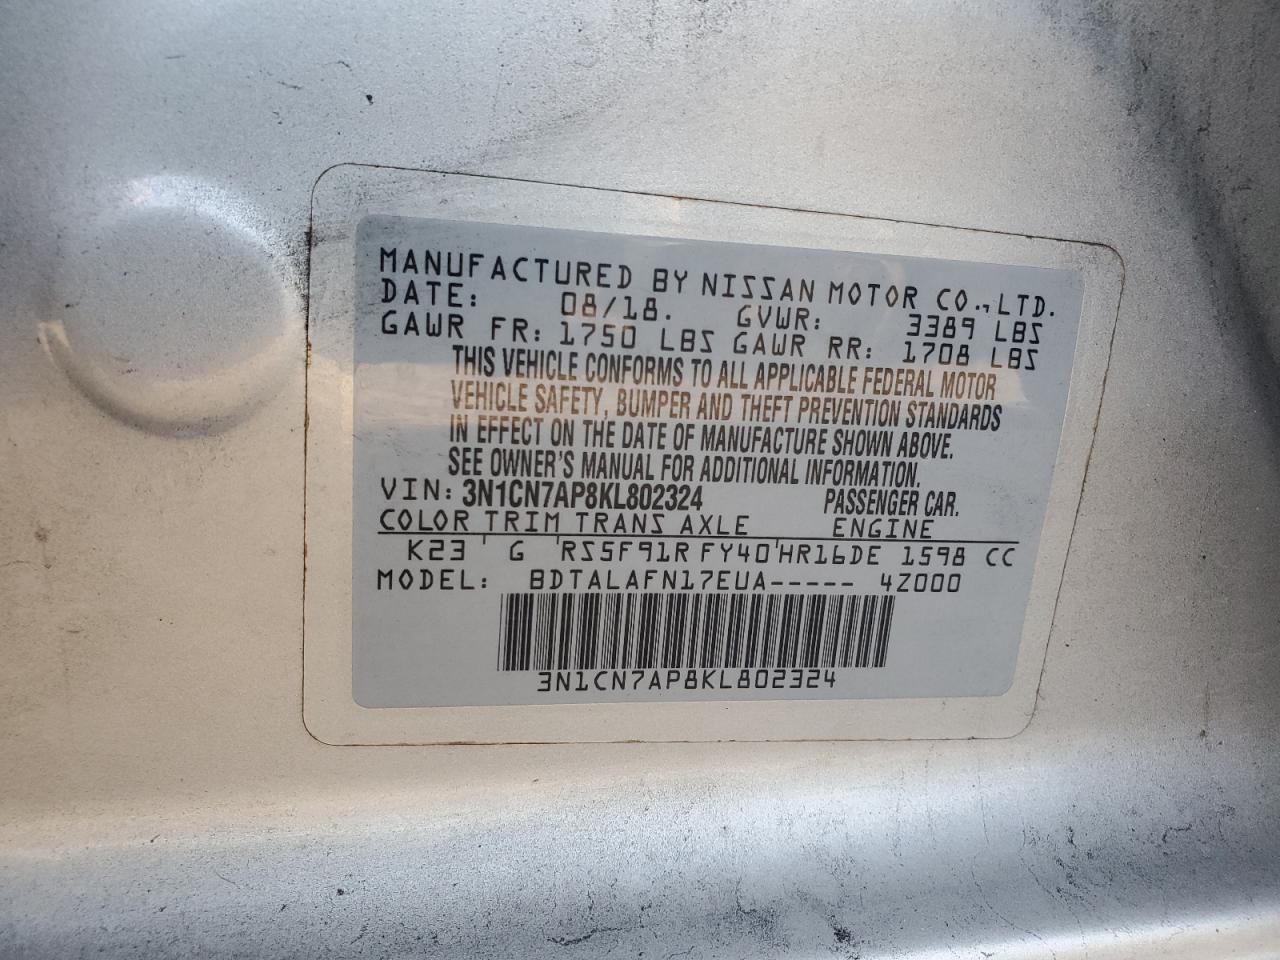 MANUFACTURED BY NISSAN MOTOR CO.,LTD.
DATE: 08/18. GVWR: 3389 LBS
GAWR FR: 1750 LBS GAWR RR: 1708 LBS
THIS VEHICLE CONFORMS TO ALL APPLICABLE FEDERAL MOTOR
VEHICLE SAFETY, BUMPER AND THEFT PREVENTION STANDARDS
IN EFFECT ON THE DATE OF MANUFACTURE SHOWN ABOVE.
SEE OWNER'S MANUAL FOR ADDITIONAL INFORMATION.
VIN: 3N1CN7AP8KL802324 PASSENGER CAR.
COLOR TRIM TRANS AXLE ENGINE
K23 ' G 'RS5F91R FY40'HR16DE 1598 CC
MODEL: BDTALAFN17EUA----- 4Z000
3N1CN7AP8KL802324